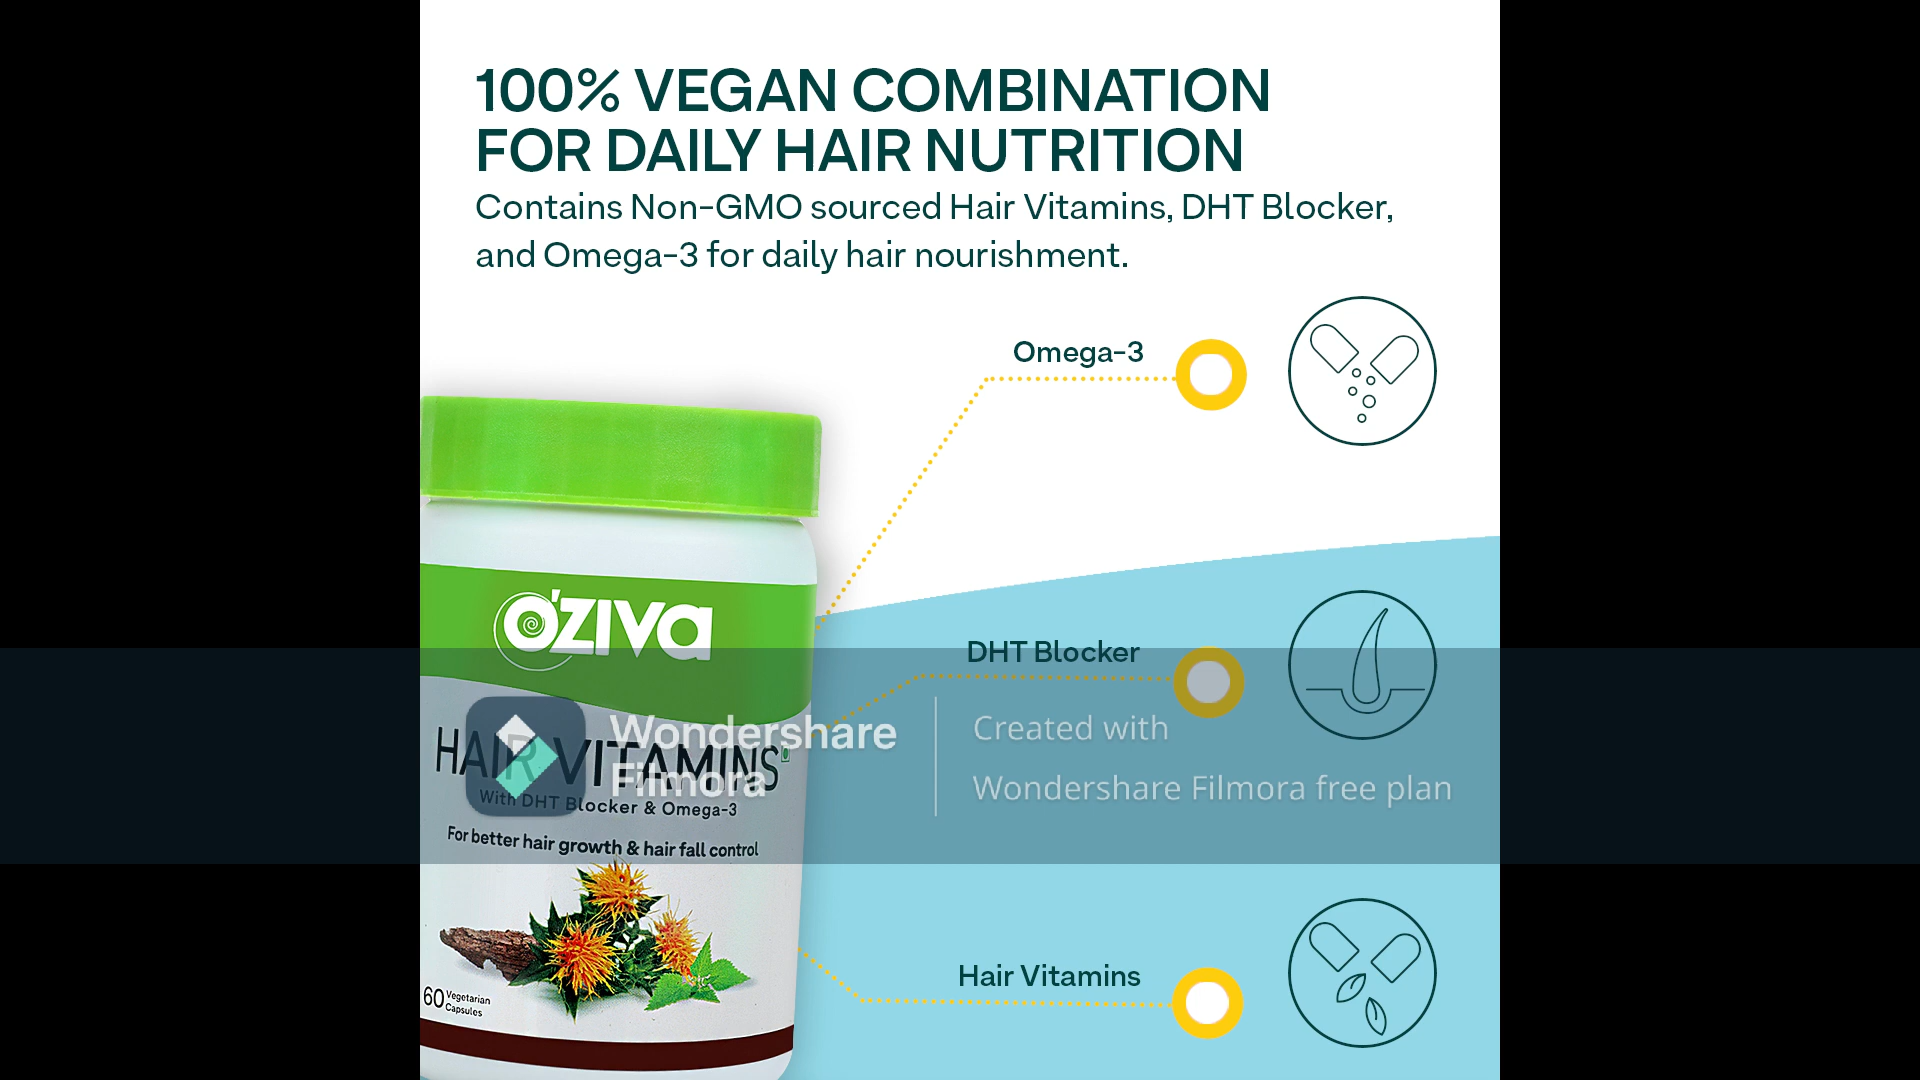 100% VEGAN COMBINATION
FOR DAILY HAIR NUTRITION
Contains Non-GMO sourced Hair Vitamins, DHT Blocker,
and Omega-3 for daily hair nourishment.
Omega-3
O'ZIVA
DHT Blocker
HAIR VITAMINS
With DHT Blocker & Omega-3
For better hair growth & hair fall control
Wondershare
Filmora
Created with
Wondershare Filmora free plan
Hair Vitamins
60 Vegetarian
Capsules